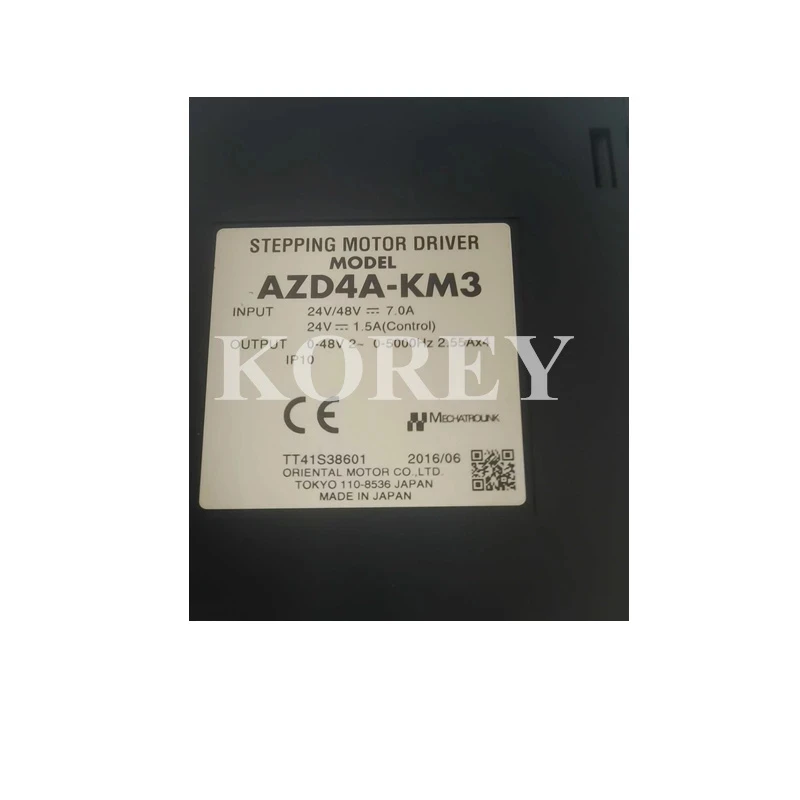 STEPPING MOTOR DRIVER
MODEL
AZD4A-KM3
INPUT 24V/48V ⎓ 7.0A
24V ⎓ 1.5A(Control)
OUTPUT 0-48V 2~ 0-5000Hz 2.55Ax4
IP10
KOREY
CE MECHATROLINK
TT41S38601 2016/06
ORIENTAL MOTOR CO.,LTD.
TOKYO 110-8536 JAPAN
MADE IN JAPAN